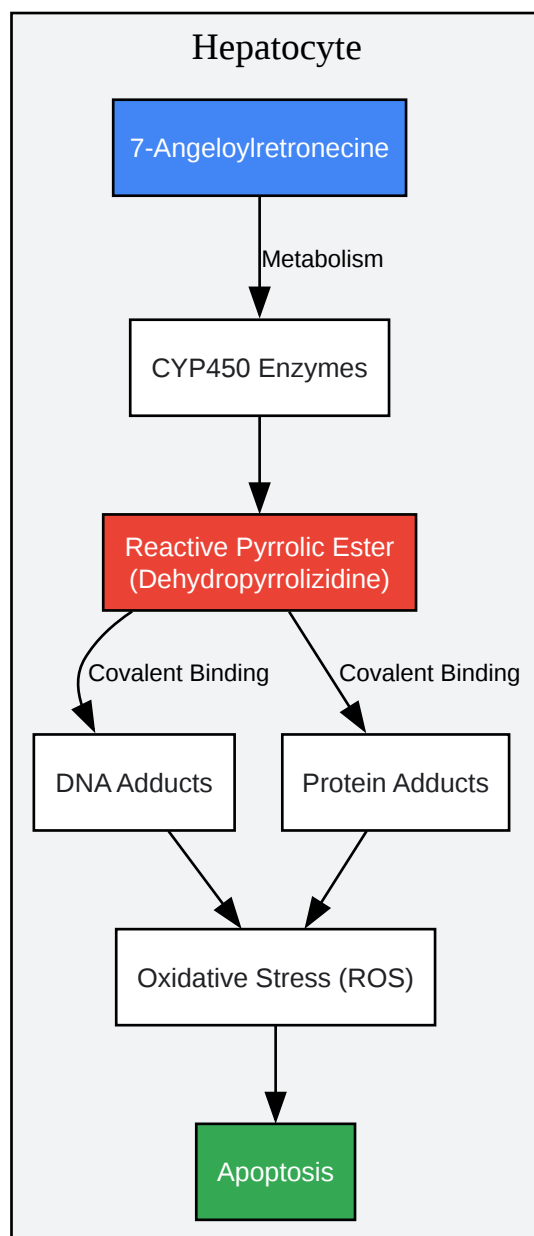 Hepatocyte
7-Angeloylretronecine
Metabolism
CYP450 Enzymes
Reactive Pyrrolic Ester
(Dehydropyrrolizidine)
Covalent Binding
Covalent Binding
DNA Adducts
Protein Adducts
Oxidative Stress (ROS)
Apoptosis